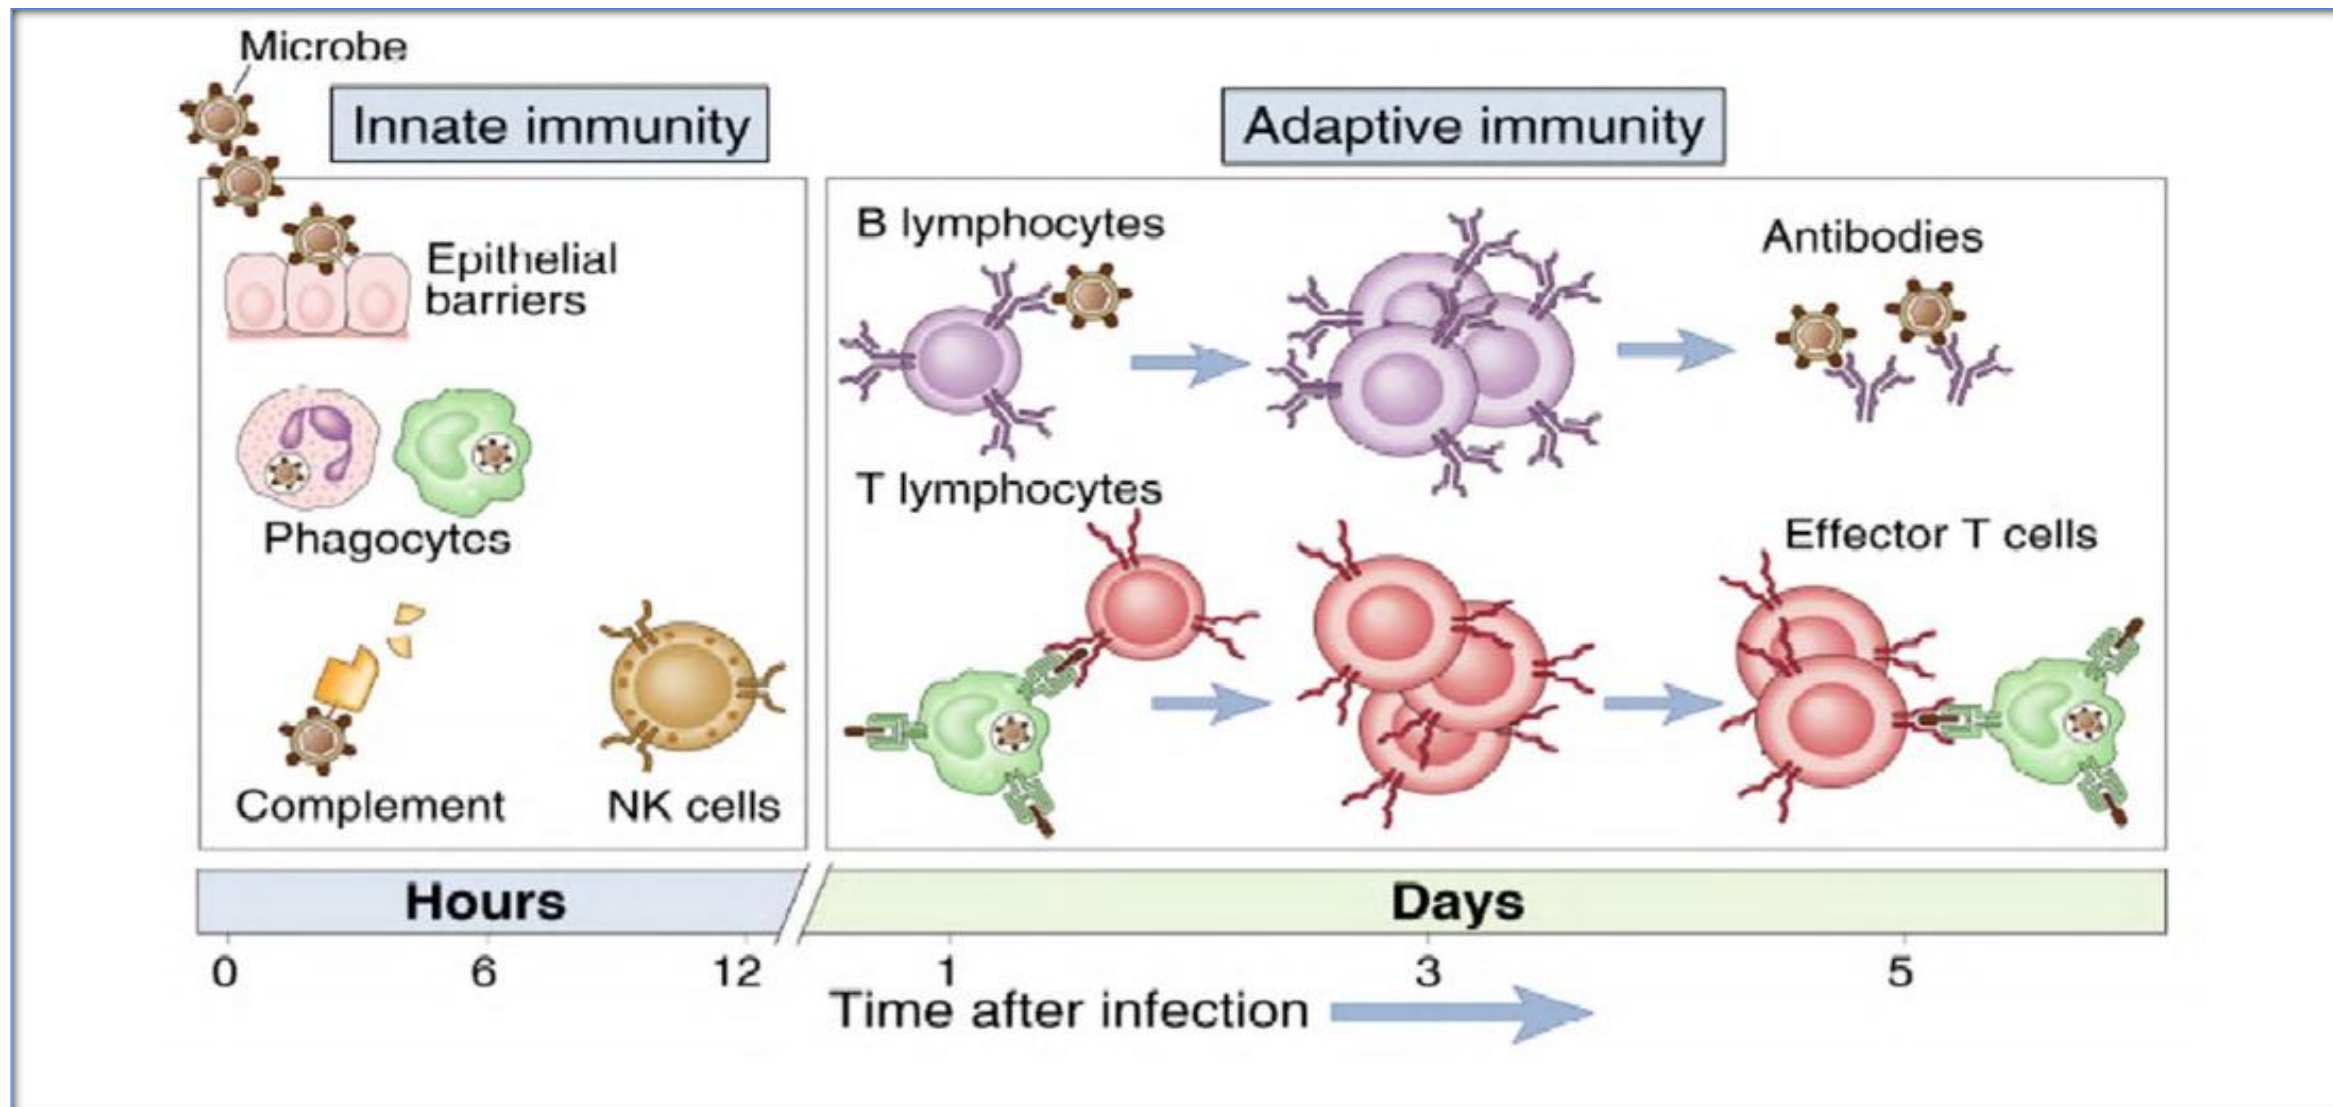 Microbe
Innate immunity
Epithelial
barriers
Phagocytes
Complement
NK cells
Adaptive immunity
B lymphocytes
Antibodies
T lymphocytes
Effector T cells
Hours
Days
0
6
12
1
3
5
Time after infection